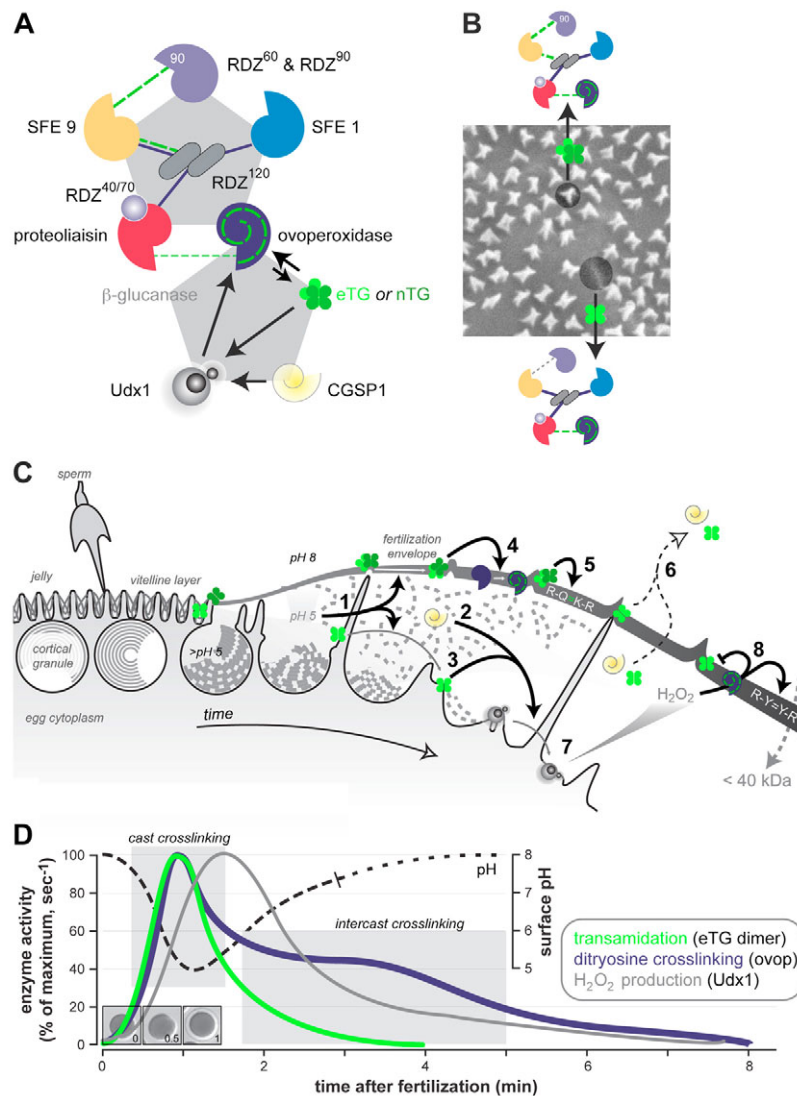 A
90
RDZ60 & RDZ90
SFE 9
SFE 1
RDZ40/70
RDZ120
proteoliaisin
ovoperoxidase
β-glucanase
eTG or nTG
Udx1
CGSP1
B
90
C
sperm
jelly
vitelline layer
pH 8
fertilization
envelope
4
5
R-Q=K-R
6
cortical
granule
>pH 5
pH 5
1
2
3
7
H2O2
8
R-Y=Y-R
< 40 kDa
egg cytoplasm
time
D
cast crosslinking
intercast crosslinking
pH
enzyme activity
(% of maximum, sec-1)
100
80
60
40
20
0
8
7
6
5
surface pH
0
0.5
1
0
2
4
6
8
time after fertilization (min)
transamidation (eTG dimer)
ditryosine crosslinking (ovop)
H2O2 production (Udx1)